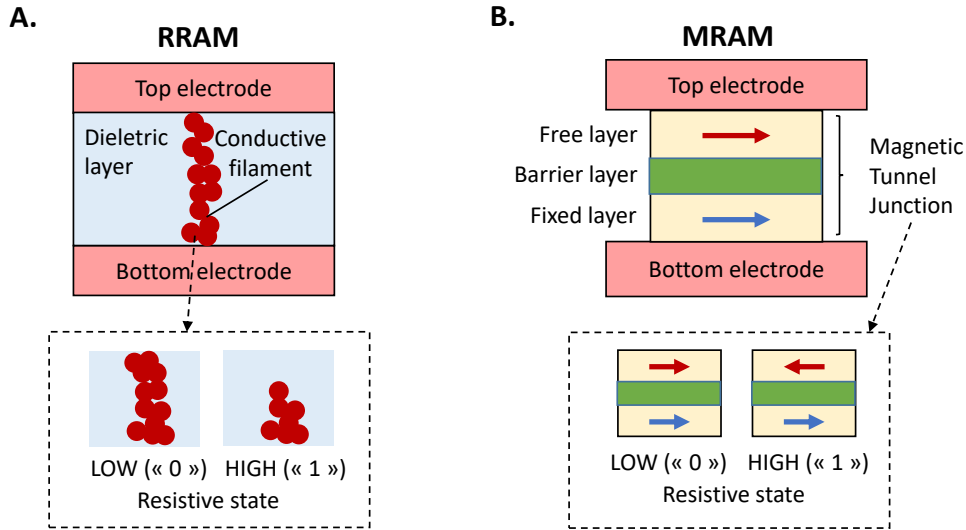 A.
RRAM
Top electrode
Dieletric
layer
Conductive
filament
Bottom electrode
LOW (« 0 »)
HIGH (« 1 »)
Resistive state
B.
MRAM
Top electrode
Free layer
Barrier layer
Fixed layer
Magnetic
Tunnel
Junction
Bottom electrode
LOW (« 0 »)
HIGH (« 1 »)
Resistive state